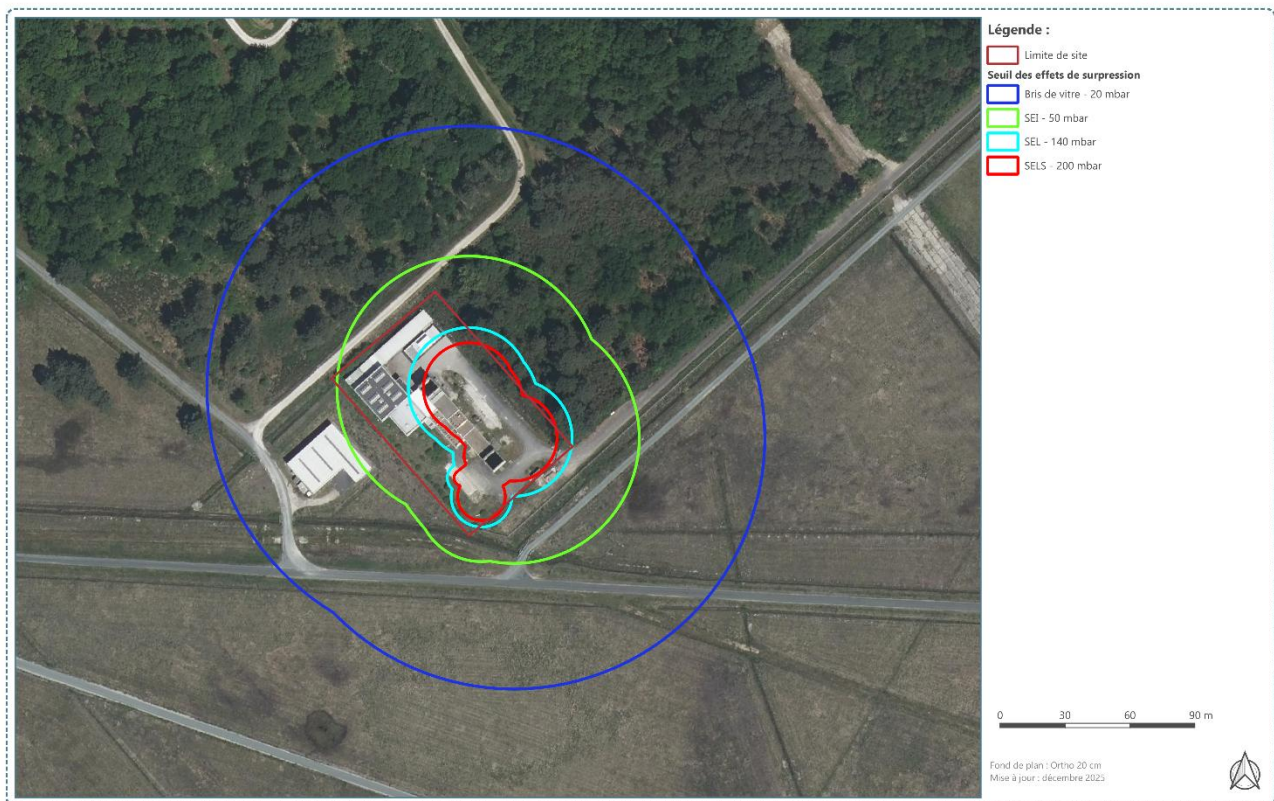 Légende :
Limite de site
Seuil des effets de surpression
Bris de vitre - 20 mbar
SEI - 50 mbar
SEL - 140 mbar
SELS - 200 mbar
0 30 60 90 m
Fond de plan : Ortho 20 cm
Mise à jour : décembre 2025